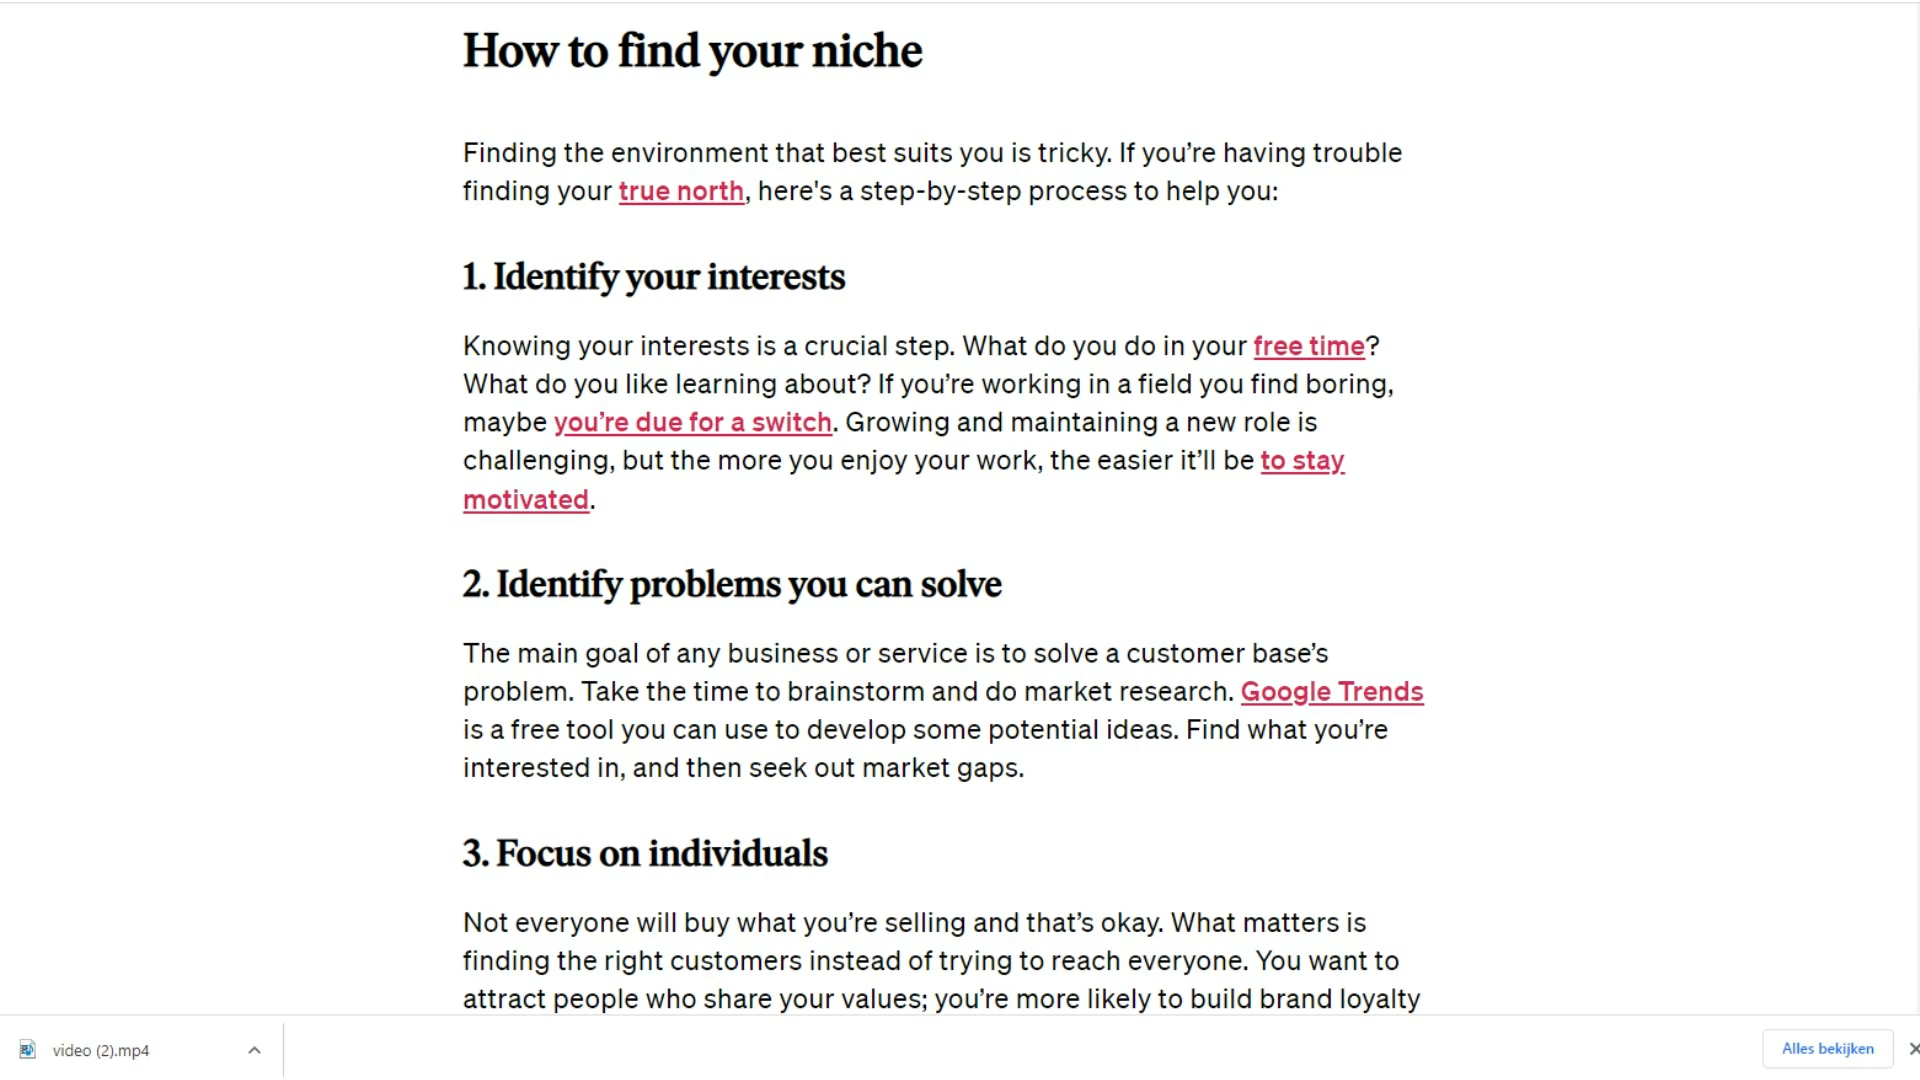 How to find your niche
Finding the environment that best suits you is tricky. If you’re having trouble
finding your true north, here's a step-by-step process to help you:
1. Identify your interests
Knowing your interests is a crucial step. What do you do in your free time?
What do you like learning about? If you’re working in a field you find boring,
maybe you’re due for a switch. Growing and maintaining a new role is
challenging, but the more you enjoy your work, the easier it’ll be to stay
motivated.
2. Identify problems you can solve
The main goal of any business or service is to solve a customer base’s
problem. Take the time to brainstorm and do market research. Google Trends
is a free tool you can use to develop some potential ideas. Find what you’re
interested in, and then seek out market gaps.
3. Focus on individuals
Not everyone will buy what you’re selling and that’s okay. What matters is
finding the right customers instead of trying to reach everyone. You want to
attract people who share your values; you’re more likely to build brand loyalty
video (2).mp4
Alles bekijken